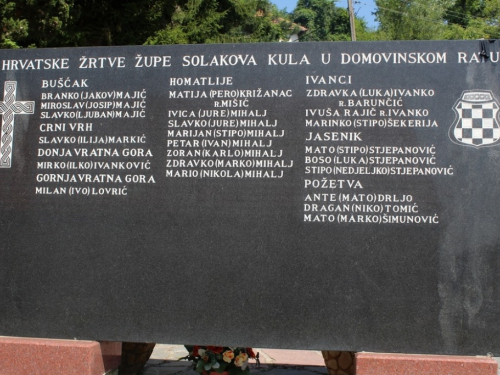 HRVATSKE ŽRTVE ŽUPE SOLAKOVA KULA U DOMOVINSKOM RATU
BUŠĆAK
BRANKO (JAKOV) MAJIĆ
MIROSLAV (JOSIP) MAJIĆ
SLAVKO (LJUBAN) MAJIĆ
CRNI VRH
SLAVKO (ILIJA) MARKIĆ
DONJA VRATNA GORA
MIRKO (ILKO) IVANKOVIĆ
GORNJA VRATNA GORA
MILAN (IVO) LOVRIĆ
HOMATLIJE
MATIJA (PERO) KRIŽANAC
R. MIŠIĆ
IVICA (JURE) MIHALJ
SLAVKO (JURE) MIHALJ
MARIJAN (STIPO) MIHALJ
PETAR (IVAN) MIHALJ
ZORAN (KARLO) MIHALJ
ZDRAVKO (MARKO) MIHALJ
MARIO (NIKOLA) MIHALJ
IVANCI
ZDRAVKA (LUKA) IVANKO
R. BARUNČIĆ
IVUŠA RAJIĆ R. IVANKO
MARINKO (STIPO) ŠEKERIJA
JASENIK
MATO (STIPO) STJEPANOVIĆ
BOSO (LUKA) STJEPANOVIĆ
STIPO (NEDJELJKO) STJEPANOVIĆ
POŽETVA
ANTE (MATO) DRLJO
DRAGAN (NIKO) TOMIĆ
MATO (MARKO) ŠIMUNOVIĆ